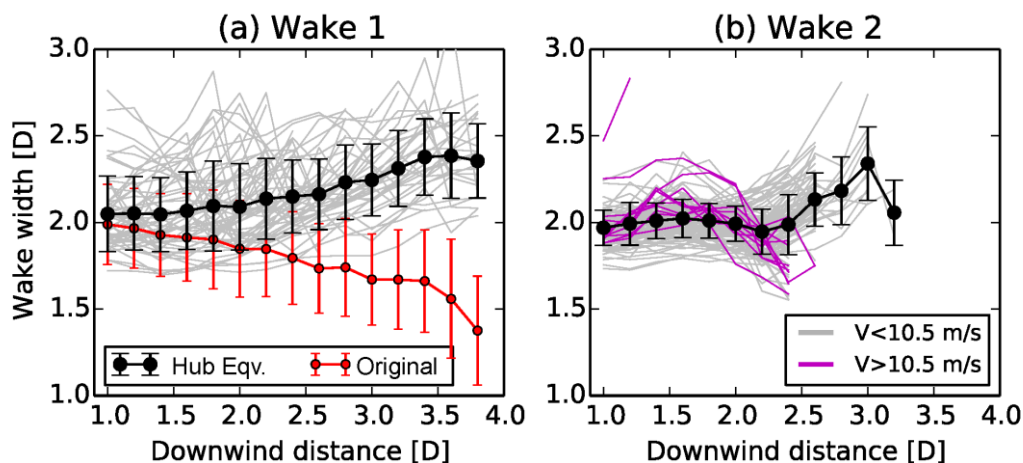 (a) Wake 1
Wake width [D]
3.0
2.5
2.0
1.5
1.0
Hub Eqv.
Original
1.0 1.5 2.0 2.5 3.0 3.5 4.0
Downwind distance [D]
(b) Wake 2
3.0
2.5
2.0
1.5
1.0
V<10.5 m/s
V>10.5 m/s
1.0 1.5 2.0 2.5 3.0 3.5 4.0
Downwind distance [D]